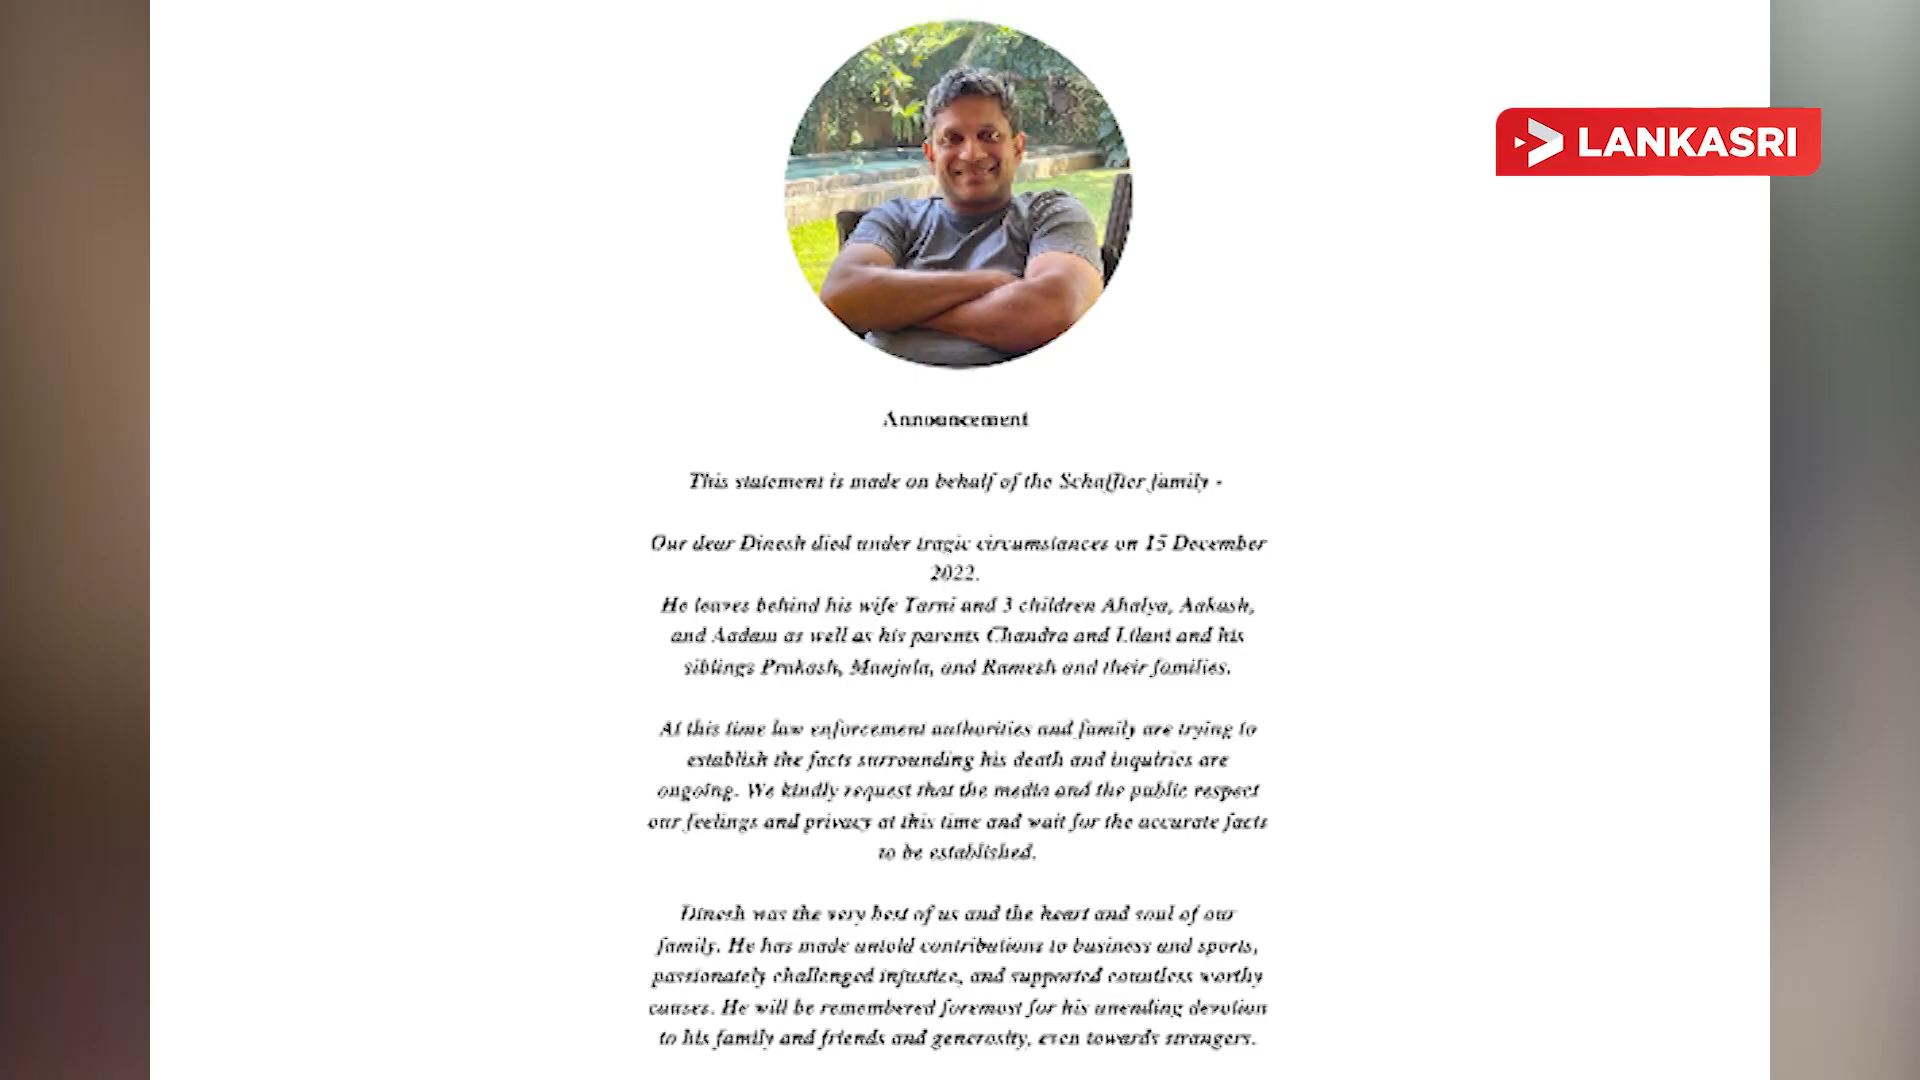 LANKASRI
Announcement
This statement is made on behalf of the Schaffter family -
Our dear Dinesh died under tragic circumstances on 15 December
2022.
He leaves behind his wife Tarni and 3 children Ahalya, Aakash,
and Aadam as well as his parents Chandra and Lilani and his
siblings Prakash, Manjula, and Ramesh and their families.
At this time law enforcement authorities and family are trying to
establish the facts surrounding his death and inquiries are
ongoing. We kindly request that the media and the public respect
our feelings and privacy at this time and wait for the accurate facts
to be established.
Dinesh was the very best of us and the heart and soul of our
family. He has made untold contributions to business and sports,
passionately challenged injustice, and supported countless worthy
causes. He will be remembered foremost for his unending devotion
to his family and friends and generosity, even towards strangers.